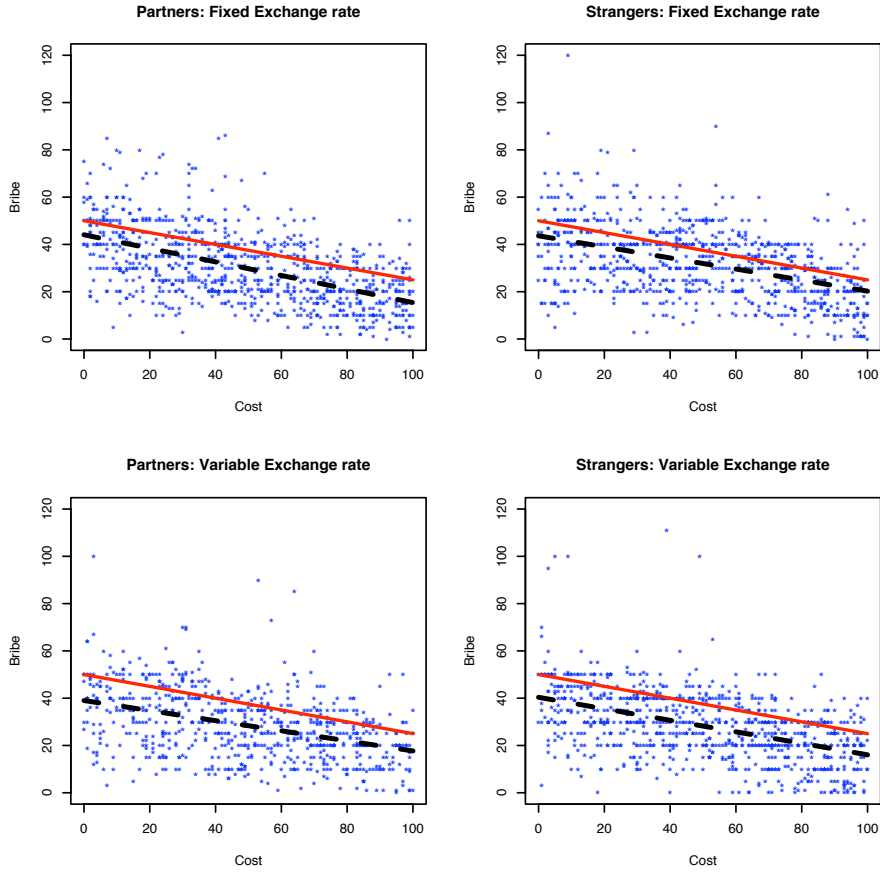 Partners: Fixed Exchange rate
Bribe
0 20 40 60 80 100 120
0 20 40 60 80 100
Cost
Strangers: Fixed Exchange rate
Bribe
0 20 40 60 80 100 120
0 20 40 60 80 100
Cost
Partners: Variable Exchange rate
Bribe
0 20 40 60 80 100 120
0 20 40 60 80 100
Cost
Strangers: Variable Exchange rate
Bribe
0 20 40 60 80 100 120
0 20 40 60 80 100
Cost